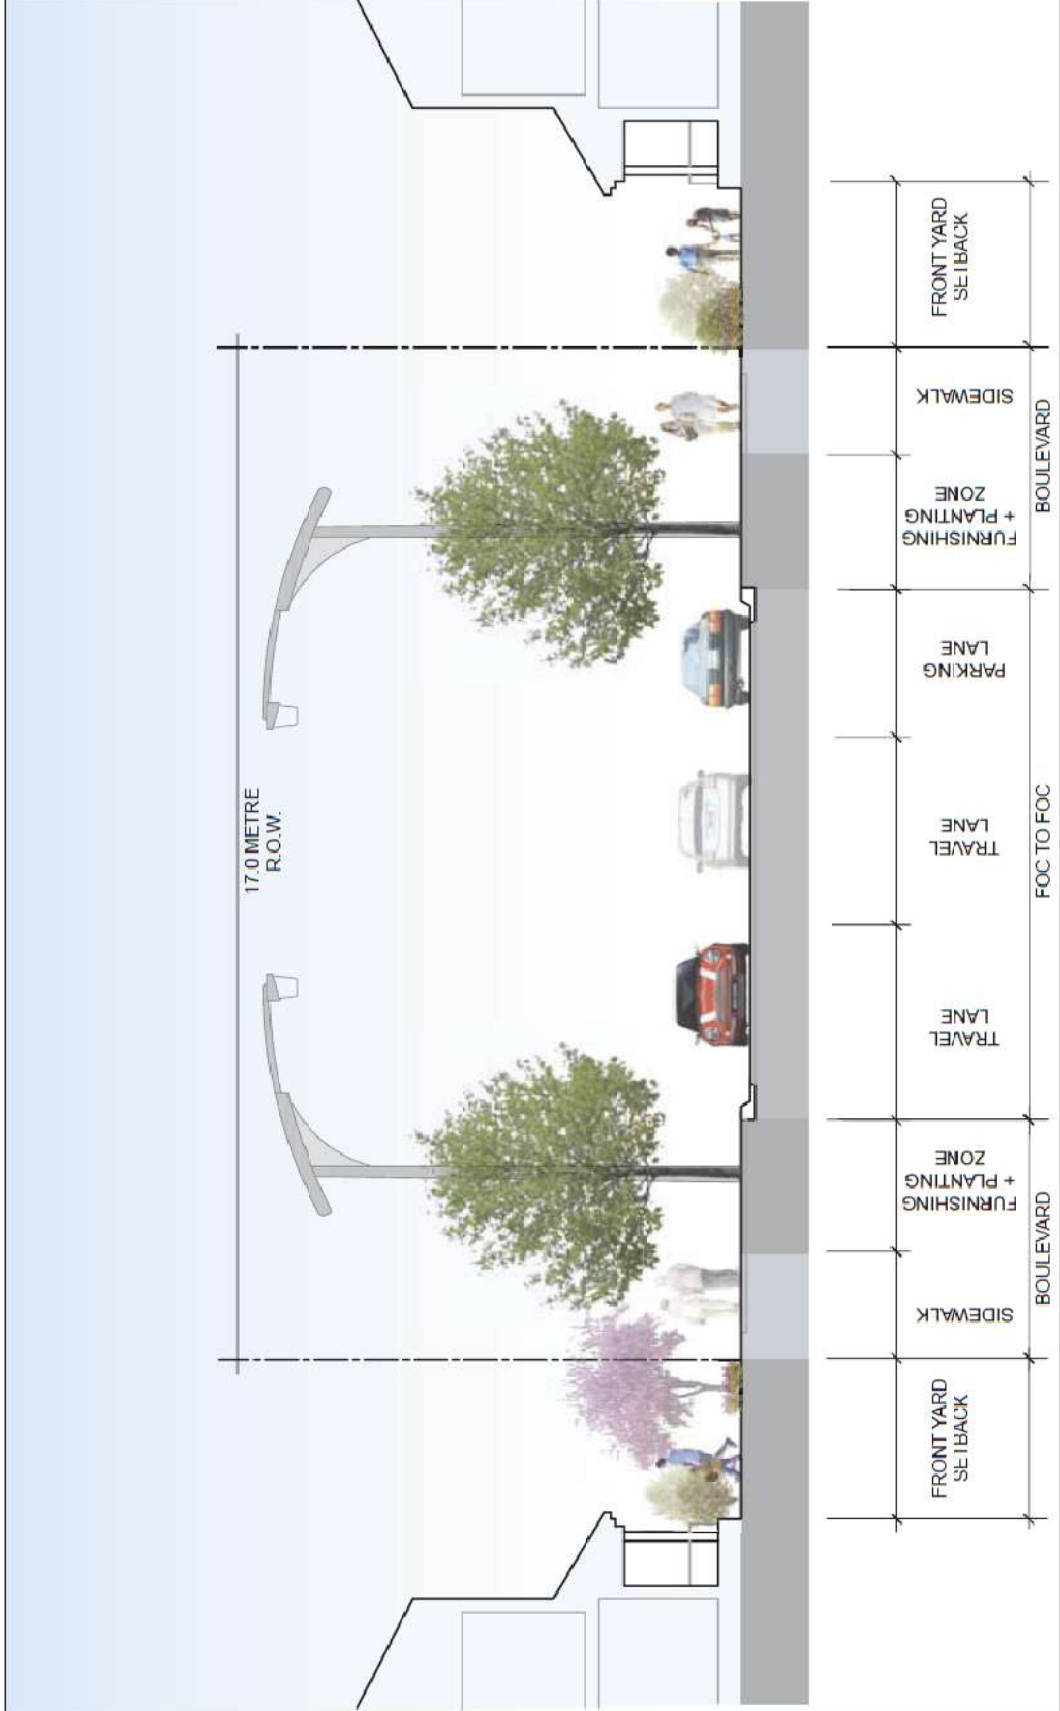 17.0 METRE
R.O.W.
FRONT YARD
SETBACK
SIDEWALK
FURNISHING
+ PLANTING
ZONE
TRAVEL
LANE
TRAVEL
LANE
PARKING
LANE
FURNISHING
+ PLANTING
ZONE
SIDEWALK
FRONT YARD
SETBACK
BOULEVARD
FOC TO FOC
BOULEVARD